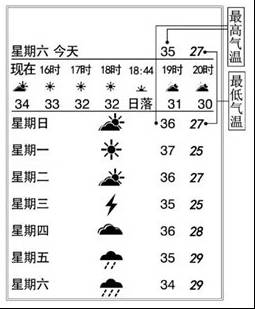 星期六 今天 35 27
现在 16时 17时 18时 18:44 19时 20时
34 33 32 32 日落 31 30
星期日 36 27
星期一 37 25
星期二 36 27
星期三 35 25
星期四 36 28
星期五 35 29
星期六 34 29
最高气温
最低气温